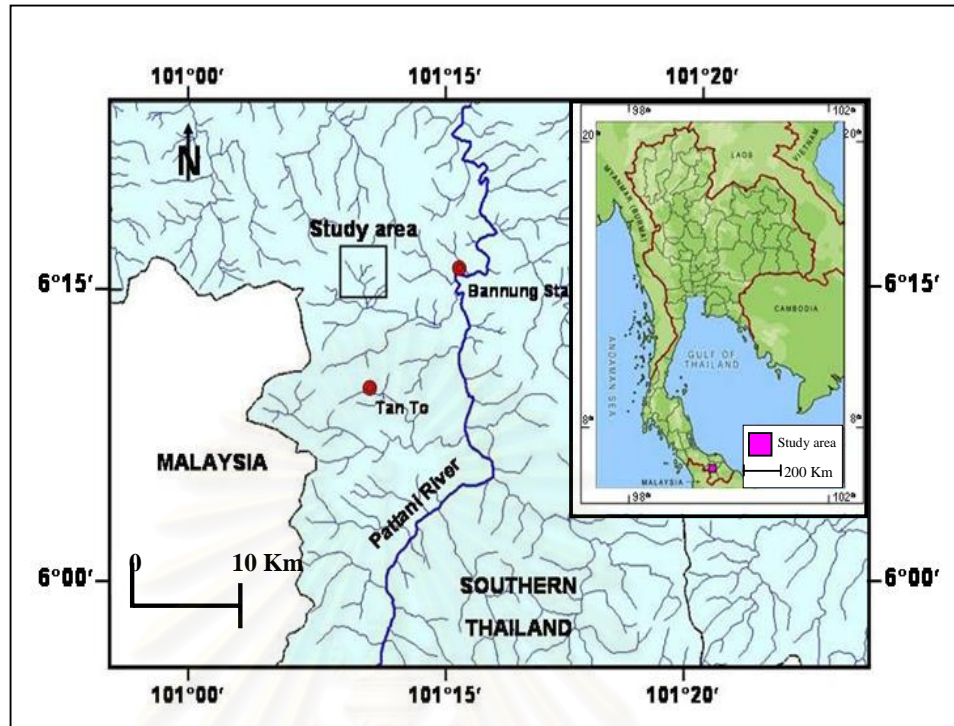 101°00′ 101°15′ 101°20′
N
Study area
6°15′
Bannung Sta
6°15′
Tan To
MALAYSIA
Pattani River
0 10 Km
6°00′
SOUTHERN
THAILAND
6°00′
101°00′ 101°15′ 101°20′
98° 102°
20° 20°
LAOS
VIETNAM
MYANMAR (BURMA)
CAMBODIA
ANDAMAN SEA
GULF OF
THAILAND
8° 8°
Study area
200 Km
MALAYSIA
98° 102°